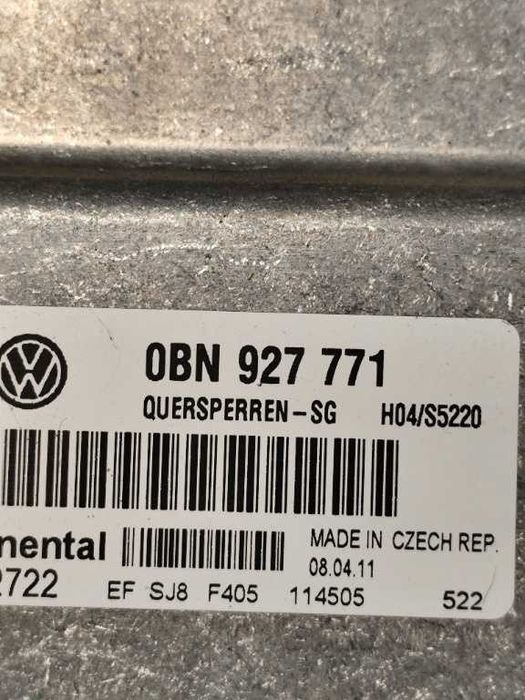 0BN 927 771
QUERSPERREN-SG H04/S5220
MADE IN CZECH REP.
08.04.11
2722 EF SJ8 F405 114505 522